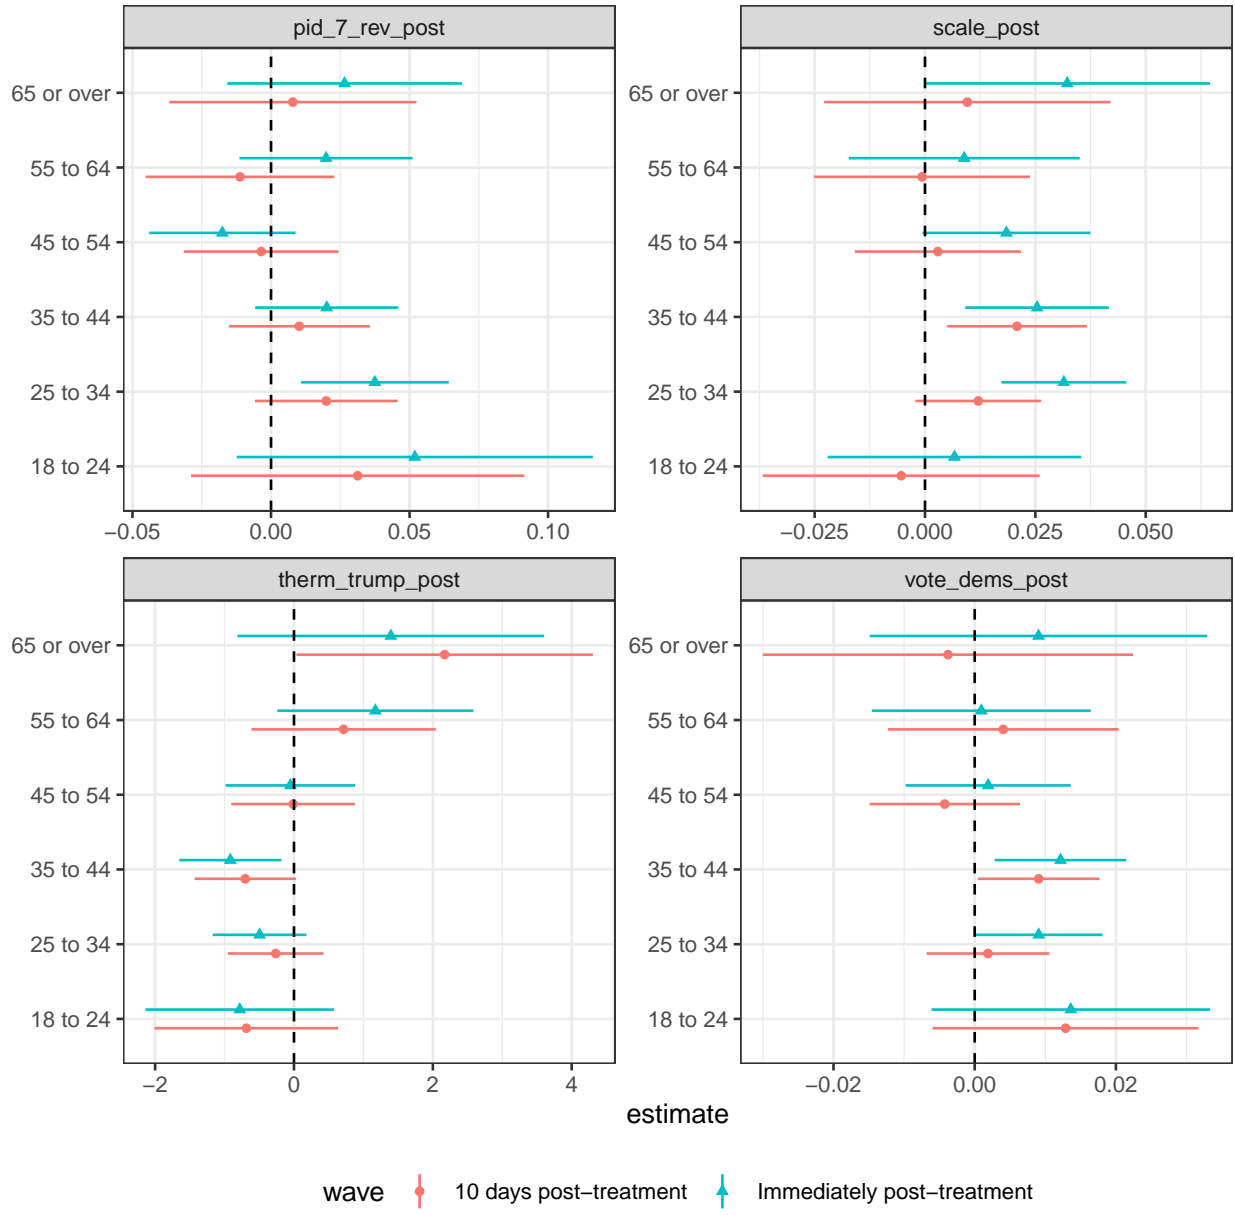 pid_7_rev_post
65 or over
55 to 64
45 to 54
35 to 44
25 to 34
18 to 24
−0.05 0.00 0.05 0.10
scale_post
65 or over
55 to 64
45 to 54
35 to 44
25 to 34
18 to 24
−0.025 0.000 0.025 0.050
therm_trump_post
65 or over
55 to 64
45 to 54
35 to 44
25 to 34
18 to 24
−2 0 2 4
vote_dems_post
65 or over
55 to 64
45 to 54
35 to 44
25 to 34
18 to 24
−0.02 0.00 0.02
estimate
wave 10 days post−treatment Immediately post−treatment